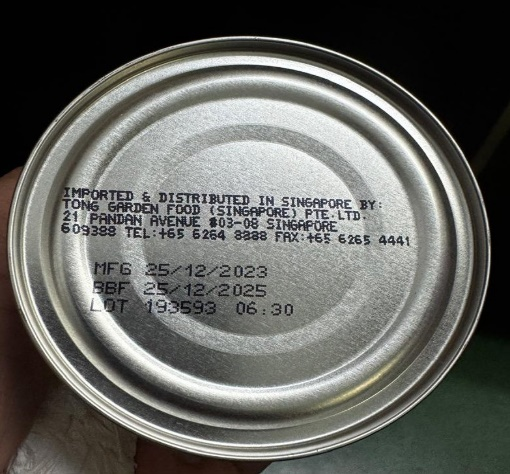 IMPORTED & DISTRIBUTED IN SINGAPORE BY:
TONG GARDEN FOOD (SINGAPORE) PTE.LTD.
21 PANDAN AVENUE #03-08 SINGAPORE
609388 TEL:+65 6264 8888 FAX:+65 6265 4441
MFG 25/12/2023
BBF 25/12/2025
LOT 193593 06:30